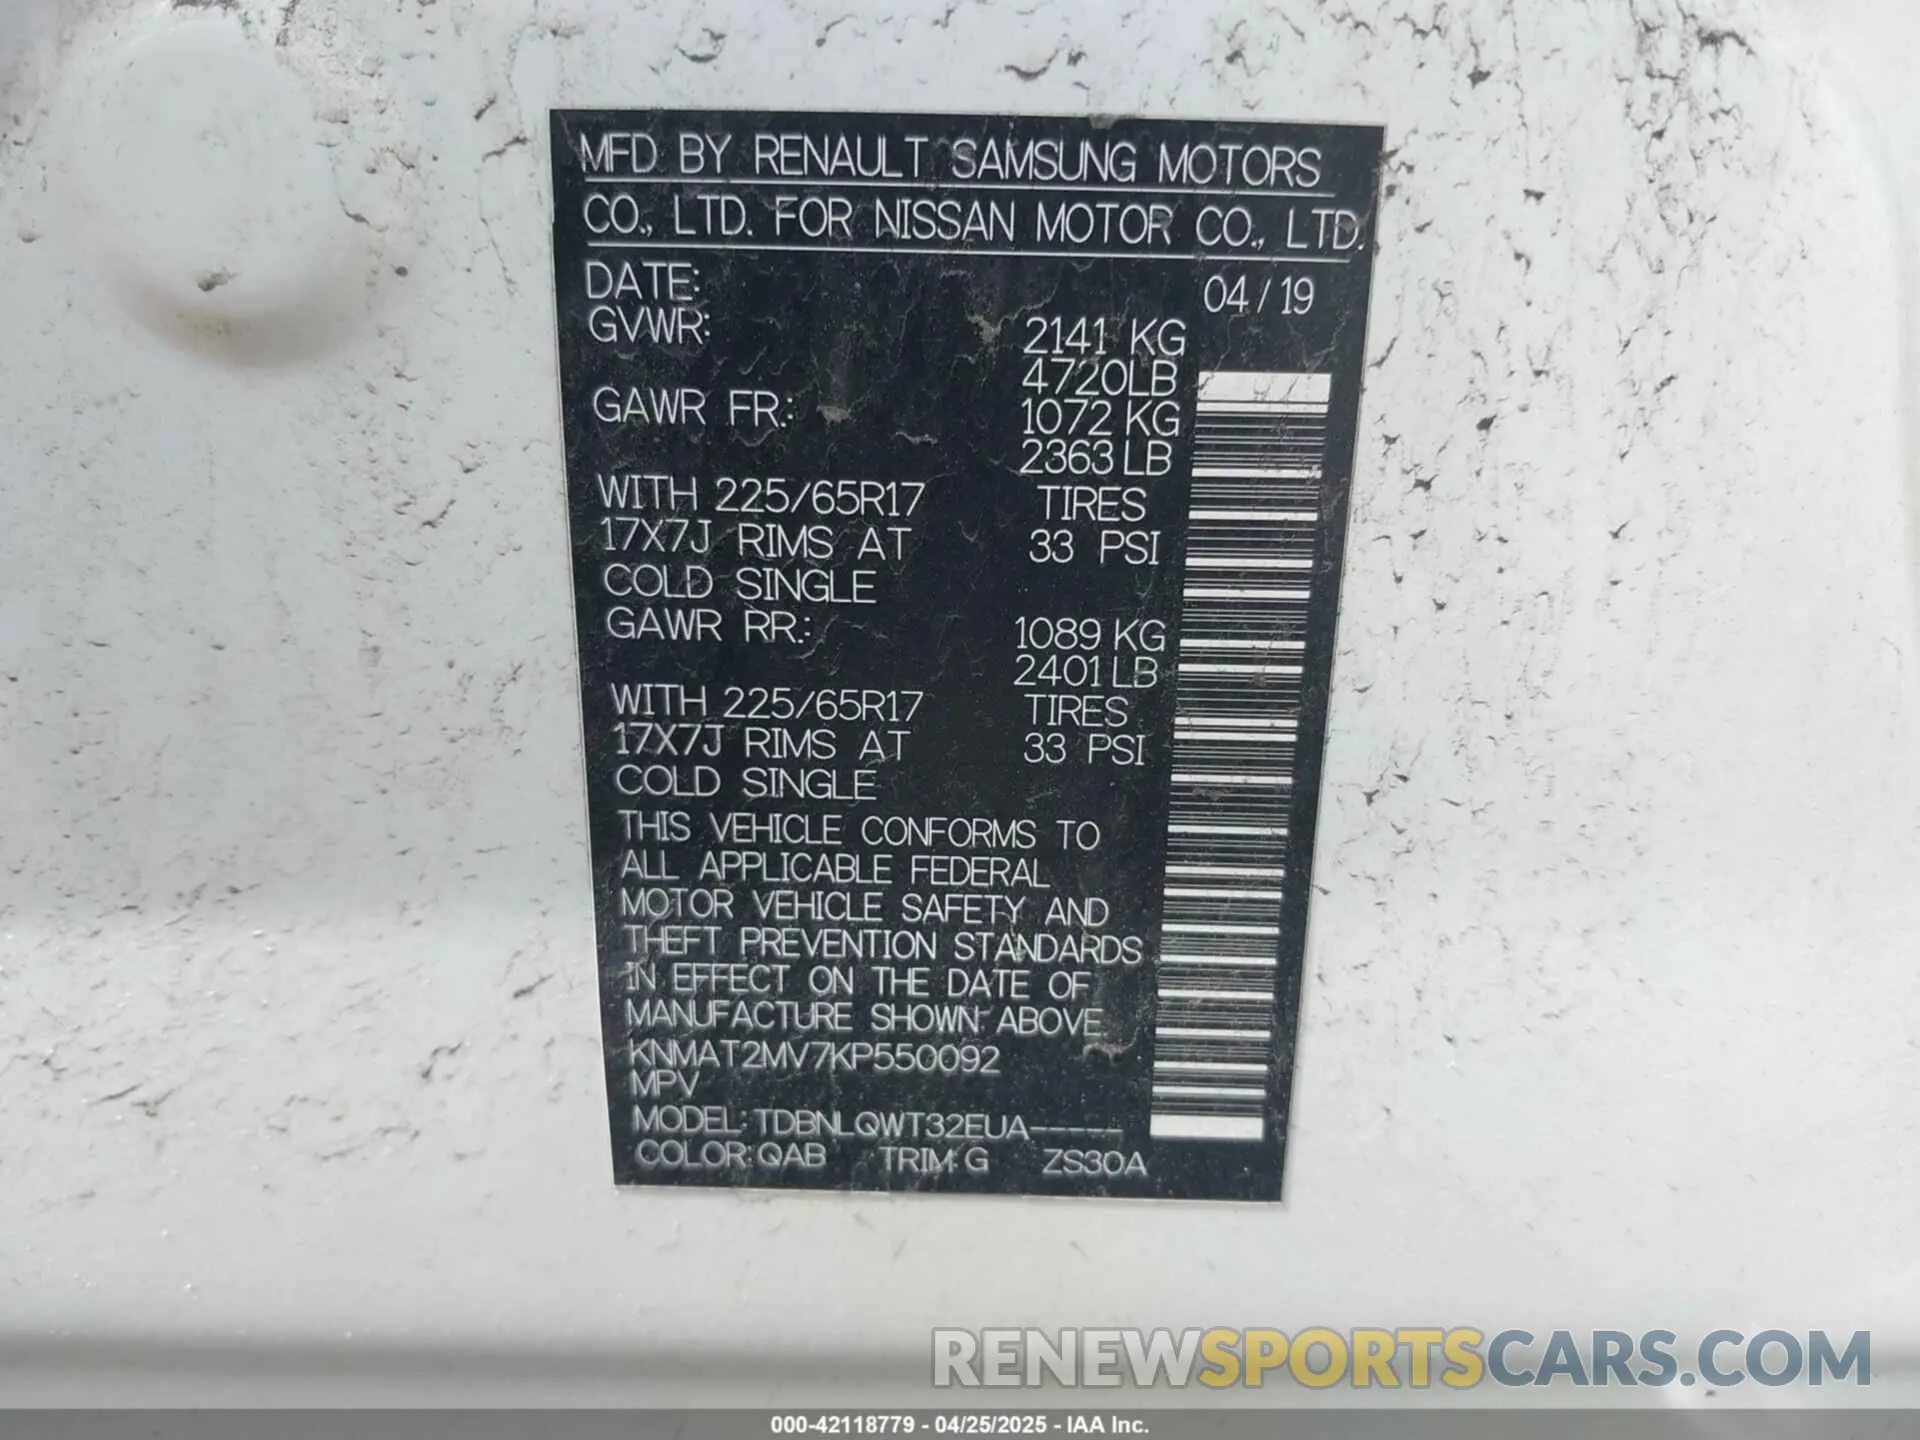 MFD. BY RENAULT SAMSUNG MOTORS
CO., LTD. FOR NISSAN MOTOR CO., LTD.
DATE: 04 / 19
GVWR: 2141 KG
4720LB
GAWR FR.: 1072 KG
2363 LB
WITH 225/65R17 TIRES
17X7J RIMS AT 33 PSI
COLD SINGLE
GAWR RR.: 1089 KG
2401 LB
WITH 225/65R17 TIRES
17X7J RIMS AT 33 PSI
COLD SINGLE
THIS VEHICLE CONFORMS TO
ALL APPLICABLE FEDERAL
MOTOR VEHICLE SAFETY AND
THEFT PREVENTION STANDARDS
IN EFFECT ON THE DATE OF
MANUFACTURE SHOWN ABOVE.
KNMAT2MV7KP550092
MPV
MODEL: TDBNLQWT32EUA-----
COLOR: QAB TRIM: G ZS30A
RENEWSPORTSCARS.COM
000-42118779 - 04/25/2025 - IAA Inc.